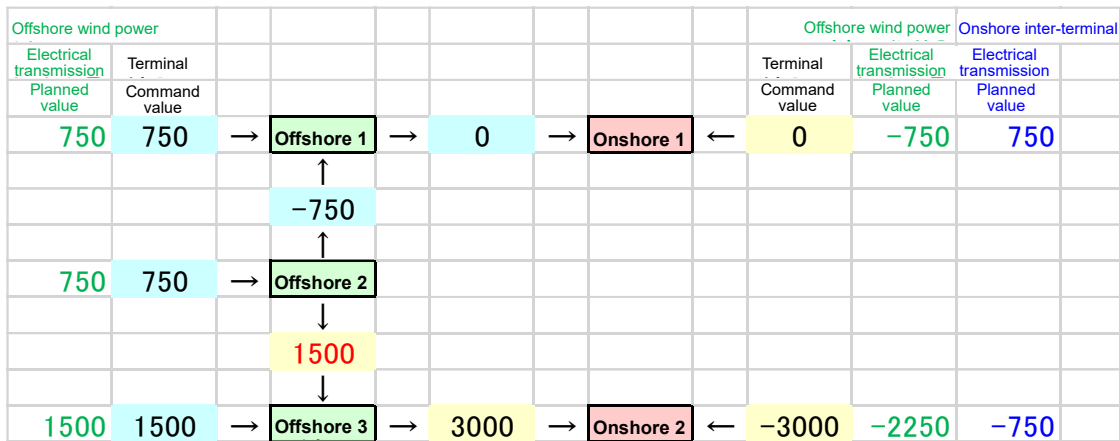 Offshore wind power
Offshore wind power
Onshore inter-terminal
Electrical
transmission
Terminal
Terminal
Electrical
transmission
Electrical
transmission
Planned
value
Command
value
Command
value
Planned
value
Planned
value
750 750 → Offshore 1 → 0 → Onshore 1 ← 0 −750 750
↑
−750
↑
750 750 → Offshore 2
↓
1500
↓
1500 1500 → Offshore 3 → 3000 → Onshore 2 ← −3000 −2250 −750